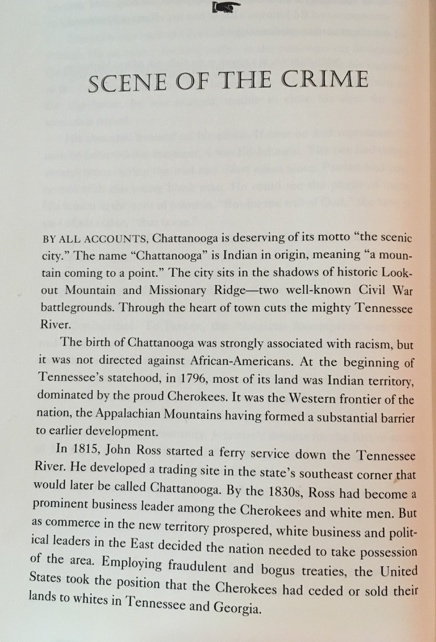 SCENE OF THE CRIME
BY ALL ACCOUNTS, Chattanooga is deserving of its motto “the scenic
city.” The name “Chattanooga” is Indian in origin, meaning “a moun-
tain coming to a point.” The city sits in the shadows of historic Look-
out Mountain and Missionary Ridge—two well-known Civil War
battlegrounds. Through the heart of town cuts the mighty Tennessee
River.
The birth of Chattanooga was strongly associated with racism, but
it was not directed against African-Americans. At the beginning of
Tennessee's statehood, in 1796, most of its land was Indian territory,
dominated by the proud Cherokees. It was the Western frontier of the
nation, the Appalachian Mountains having formed a substantial barrier
to earlier development.
In 1815, John Ross started a ferry service down the Tennessee
River. He developed a trading site in the state's southeast corner that
would later be called Chattanooga. By the 1830s, Ross had become a
prominent business leader among the Cherokees and white men. But
as commerce in the new territory prospered, white business and polit-
ical leaders in the East decided the nation needed to take possession
of the area. Employing fraudulent and bogus treaties, the United
States took the position that the Cherokees had ceded or sold their
lands to whites in Tennessee and Georgia.